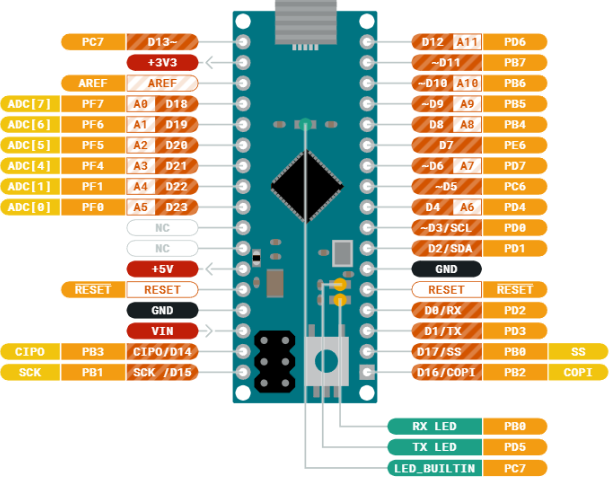 PC7 D13~ D12 A11 PD6
+3V3 ~D11 PB7
AREF AREF ~D10 A10 PB6
ADC[7] PF7 A0 D18 ~D9 A9 PB5
ADC[6] PF6 A1 D19 D8 A8 PB4
ADC[5] PF5 A2 D20 D7 PE6
ADC[4] PF4 A3 D21 ~D6 A7 PD7
ADC[1] PF1 A4 D22 ~D5 PC6
ADC[0] PF0 A5 D23 D4 A6 PD4
NC ~D3/SCL PD0
NC D2/SDA PD1
+5V GND
RESET RESET RESET RESET
GND D0/RX PD2
VIN D1/TX PD3
CIPO PB3 CIPO/D14 D17/SS PB0 SS
SCK PB1 SCK /D15 D16/COPI PB2 COPI
RX LED PB0
TX LED PD5
LED_BUILTIN PC7